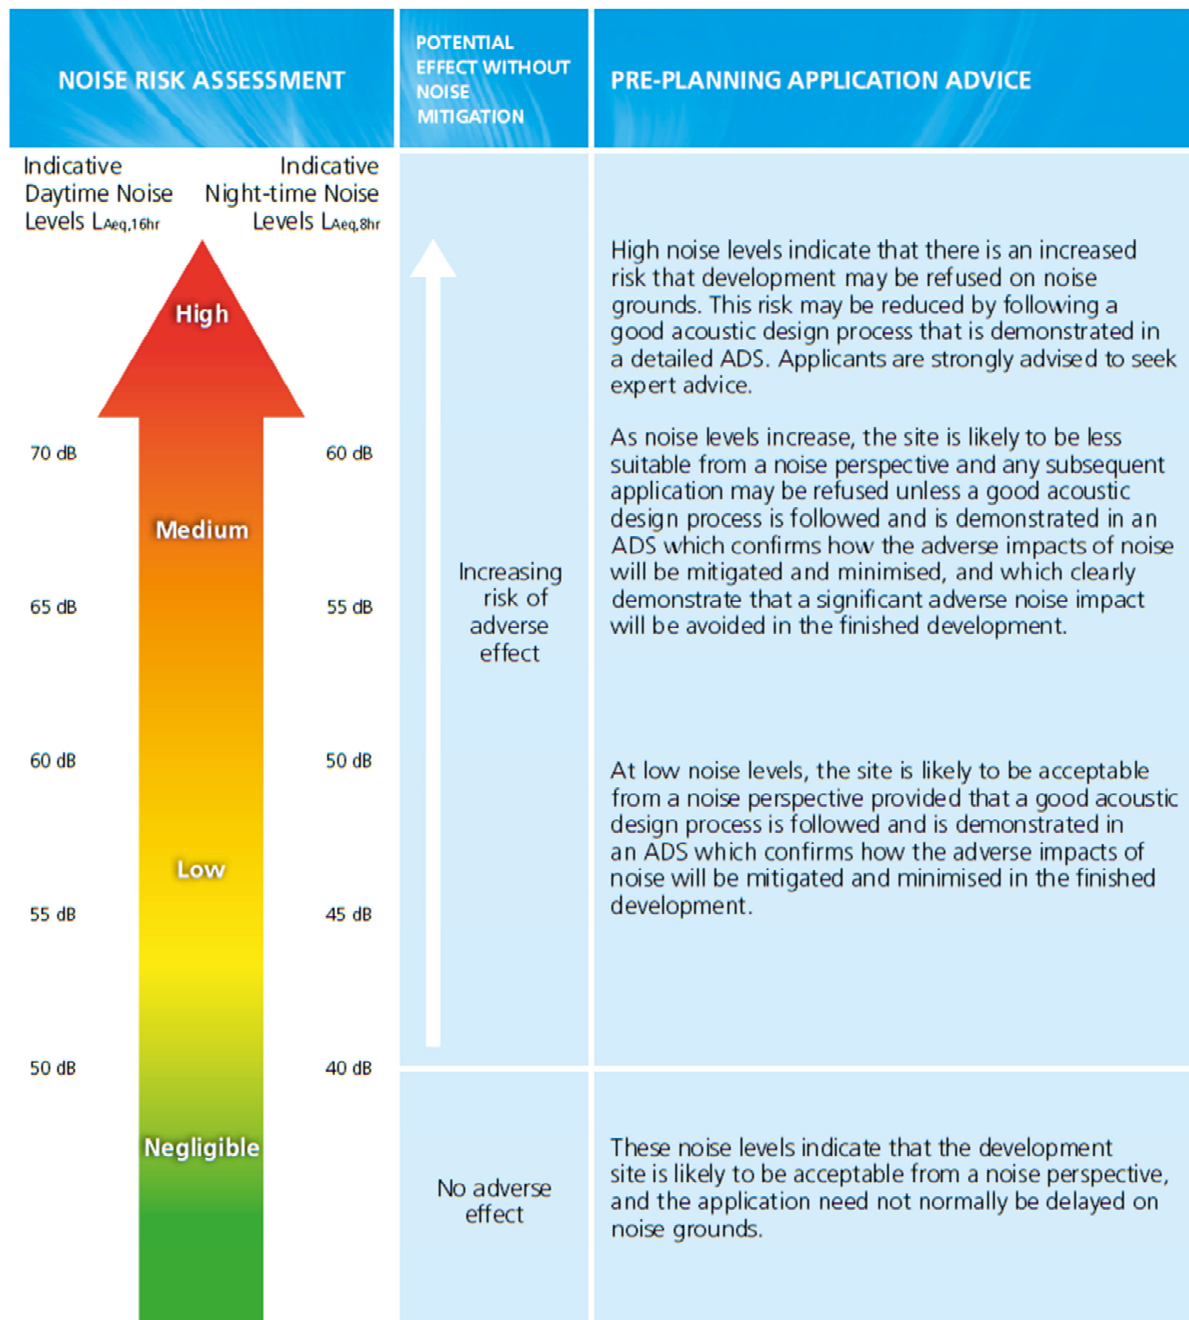 NOISE RISK ASSESSMENT
POTENTIAL
EFFECT WITHOUT
NOISE
MITIGATION
PRE-PLANNING APPLICATION ADVICE
Indicative
Daytime Noise
Levels LAeq,16hr
Indicative
Night-time Noise
Levels LAeq,8hr
High
70 dB
60 dB
Medium
65 dB
55 dB
60 dB
50 dB
Low
55 dB
45 dB
50 dB
40 dB
Negligible
Increasing
risk of
adverse
effect
No adverse
effect
High noise levels indicate that there is an increased
risk that development may be refused on noise
grounds. This risk may be reduced by following a
good acoustic design process that is demonstrated in
a detailed ADS. Applicants are strongly advised to seek
expert advice.
As noise levels increase, the site is likely to be less
suitable from a noise perspective and any subsequent
application may be refused unless a good acoustic
design process is followed and is demonstrated in an
ADS which confirms how the adverse impacts of noise
will be mitigated and minimised, and which clearly
demonstrate that a significant adverse noise impact
will be avoided in the finished development.
At low noise levels, the site is likely to be acceptable
from a noise perspective provided that a good acoustic
design process is followed and is demonstrated in
an ADS which confirms how the adverse impacts of
noise will be mitigated and minimised in the finished
development.
These noise levels indicate that the development
site is likely to be acceptable from a noise perspective,
and the application need not normally be delayed on
noise grounds.